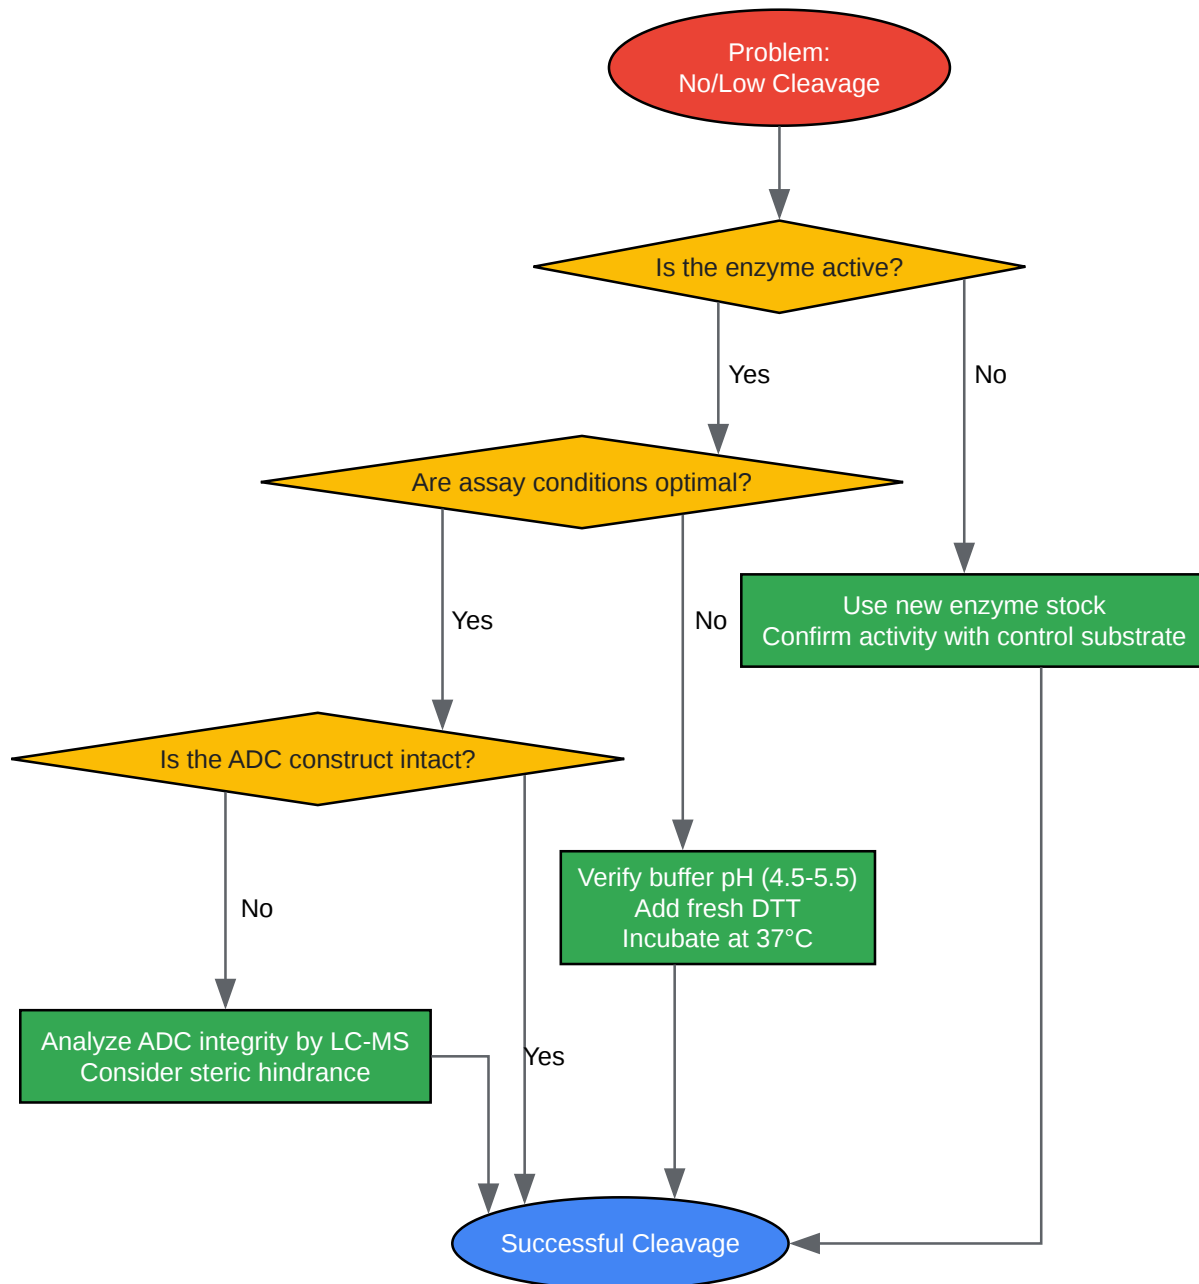 Problem:
No/Low Cleavage
Is the enzyme active?
Yes
No
Are assay conditions optimal?
Use new enzyme stock
Confirm activity with control substrate
Yes
No
Is the ADC construct intact?
Verify buffer pH (4.5-5.5)
Add fresh DTT
Incubate at 37°C
No
Analyze ADC integrity by LC-MS
Consider steric hindrance
Yes
Successful Cleavage